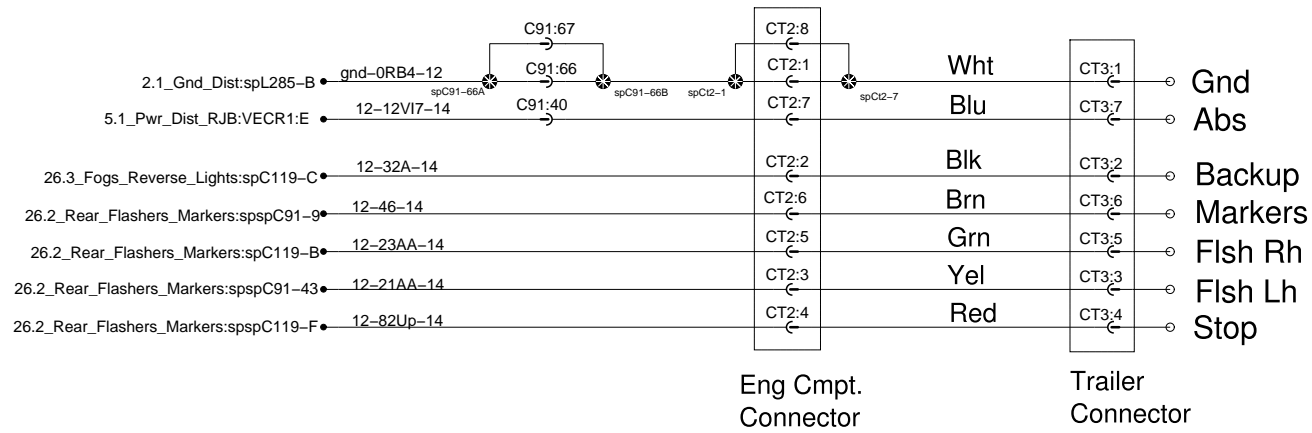 C91:67 CT2:8
2.1_Gnd_Dist:spL285-B gnd-0RB4-12 spC91-66A C91:66 spC91-66B spCt2-1 CT2:1 spCt2-7 Wht CT3:1 Gnd
5.1_Pwr_Dist_RJB:VECR1:E 12-12VI7-14 C91:40 CT2:7 Blu CT3:7 Abs
26.3_Fogs_Reverse_Lights:spC119-C 12-32A-14 CT2:2 Blk CT3:2 Backup
26.2_Rear_Flashers_Markers:spspC91-9 12-46-14 CT2:6 Brn CT3:6 Markers
26.2_Rear_Flashers_Markers:spC119-B 12-23AA-14 CT2:5 Grn CT3:5 Flsh Rh
26.2_Rear_Flashers_Markers:spspC91-43 12-21AA-14 CT2:3 Yel CT3:3 Flsh Lh
26.2_Rear_Flashers_Markers:spspC119-F 12-82Up-14 CT2:4 Red CT3:4 Stop
Eng Cmpt.
Connector
Trailer
Connector